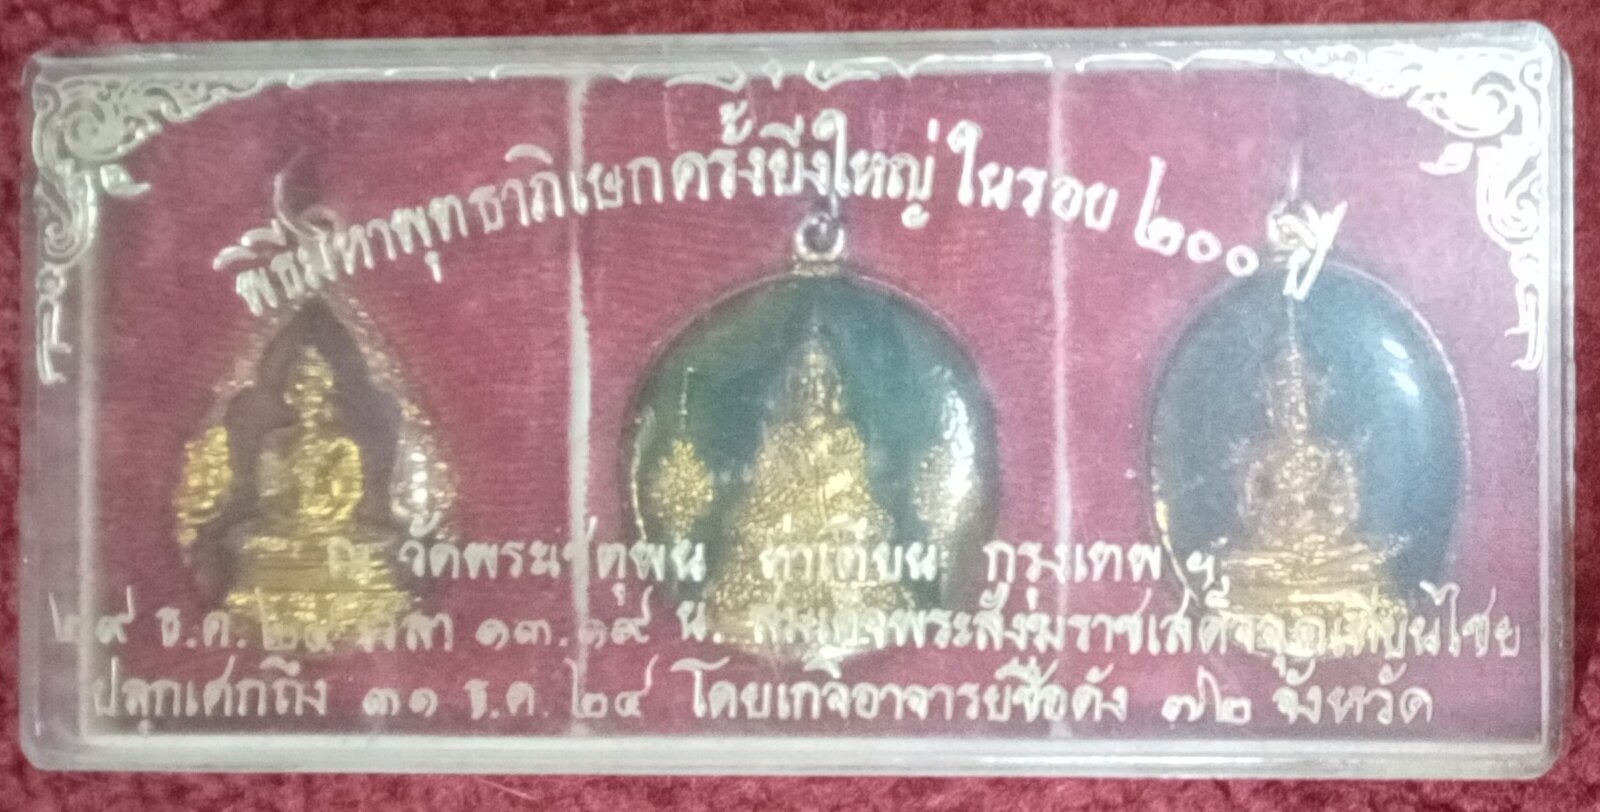 พิธีมหาพุทธาภิเษกครั้งยิ่งใหญ่ ในรอบ ๒๐๐ ปี
ณ วัดพระเชตุพน ท่าเตียน กรุงเทพฯ
๒๙ ธ.ค. ๒๔ เวลา ๑๓.๑๙ น. สมเด็จพระสังฆราชเสด็จจุดเทียนไชย
ปลุกเศกถึง ๓๑ ธ.ค. ๒๔ โดยเกจิอาจารย์ชื่อดัง ๗๒ จังหวัด